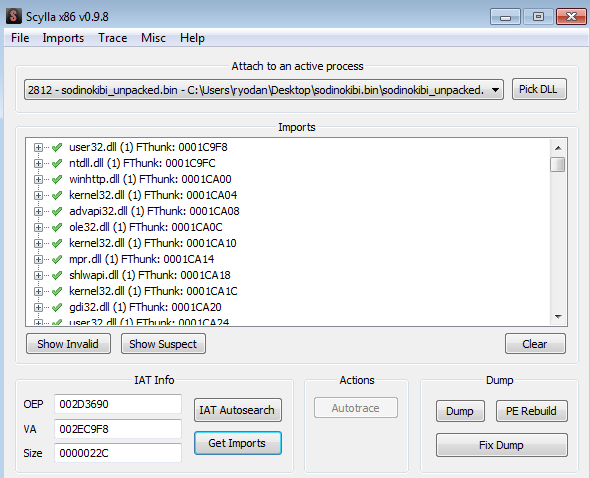 Scylla x86 v0.9.8
File Imports Trace Misc Help
Attach to an active process
2812 - sodinokibi_unpacked.bin - C:\Users\ryodan\Desktop\sodinokibi.bin\sodinokibi_unpacked.
Pick DLL
Imports
user32.dll (1) FThunk: 0001C9F8
ntdll.dll (1) FThunk: 0001C9FC
winhttp.dll (1) FThunk: 0001CA00
kernel32.dll (1) FThunk: 0001CA04
advapi32.dll (1) FThunk: 0001CA08
ole32.dll (1) FThunk: 0001CA0C
kernel32.dll (1) FThunk: 0001CA10
mpr.dll (1) FThunk: 0001CA14
shlwapi.dll (1) FThunk: 0001CA18
kernel32.dll (1) FThunk: 0001CA1C
gdi32.dll (1) FThunk: 0001CA20
user32.dll (1) FThunk: 0001CA24
Show Invalid Show Suspect Clear
IAT Info Actions Dump
OEP 002D3690 IAT Autosearch Autotrace Dump PE Rebuild
VA 002EC9F8 Get Imports Fix Dump
Size 0000022C